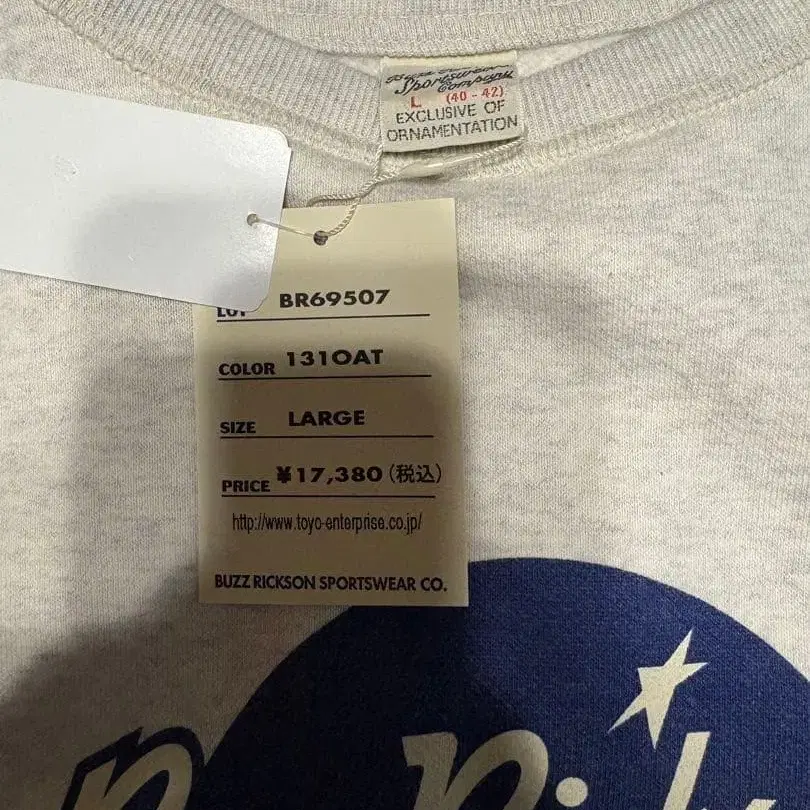 Sportswear
Company
L (40-42)
EXCLUSIVE OF
ORNAMENTATION
LOT BR69507
COLOR 131OAT
SIZE LARGE
PRICE ¥17,380(税込)
http://www.toyo-enterprise.co.jp/
BUZZ RICKSON SPORTSWEAR CO.